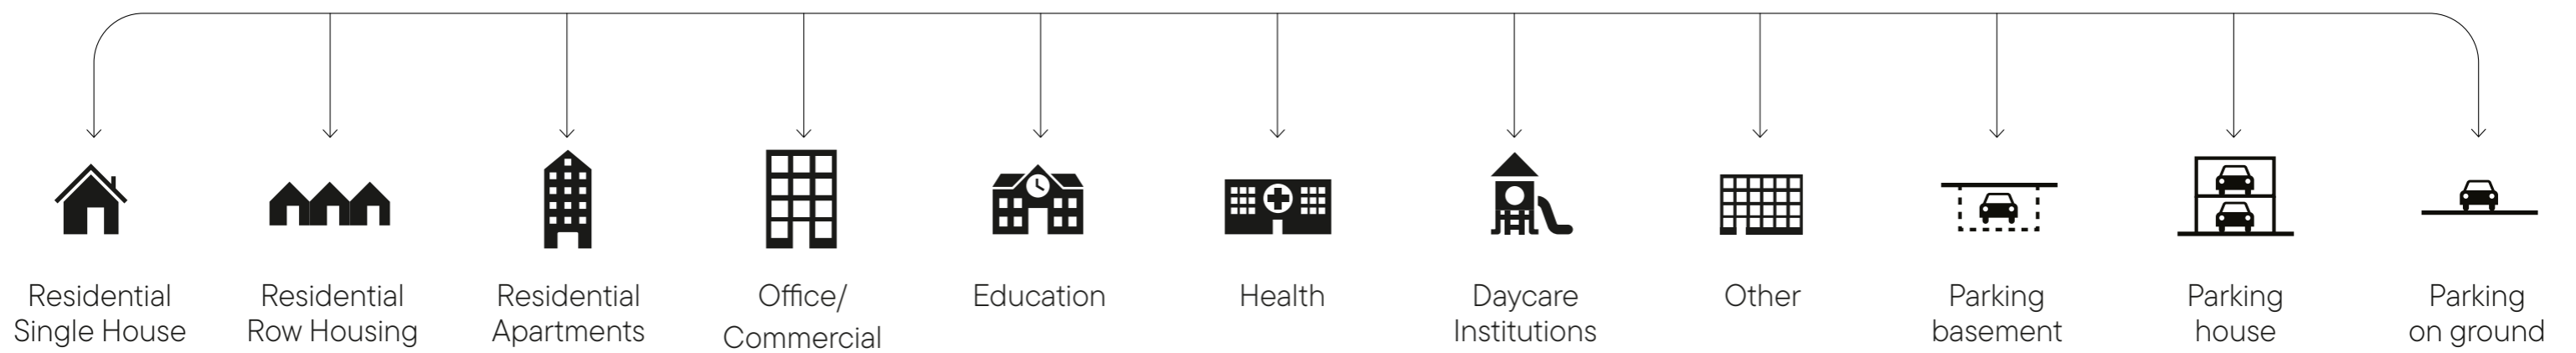 Residential
Single House
Residential
Row Housing
Residential
Apartments
Office/
Commercial
Education
Health
Daycare
Institutions
Other
Parking
basement
Parking
house
Parking
on ground